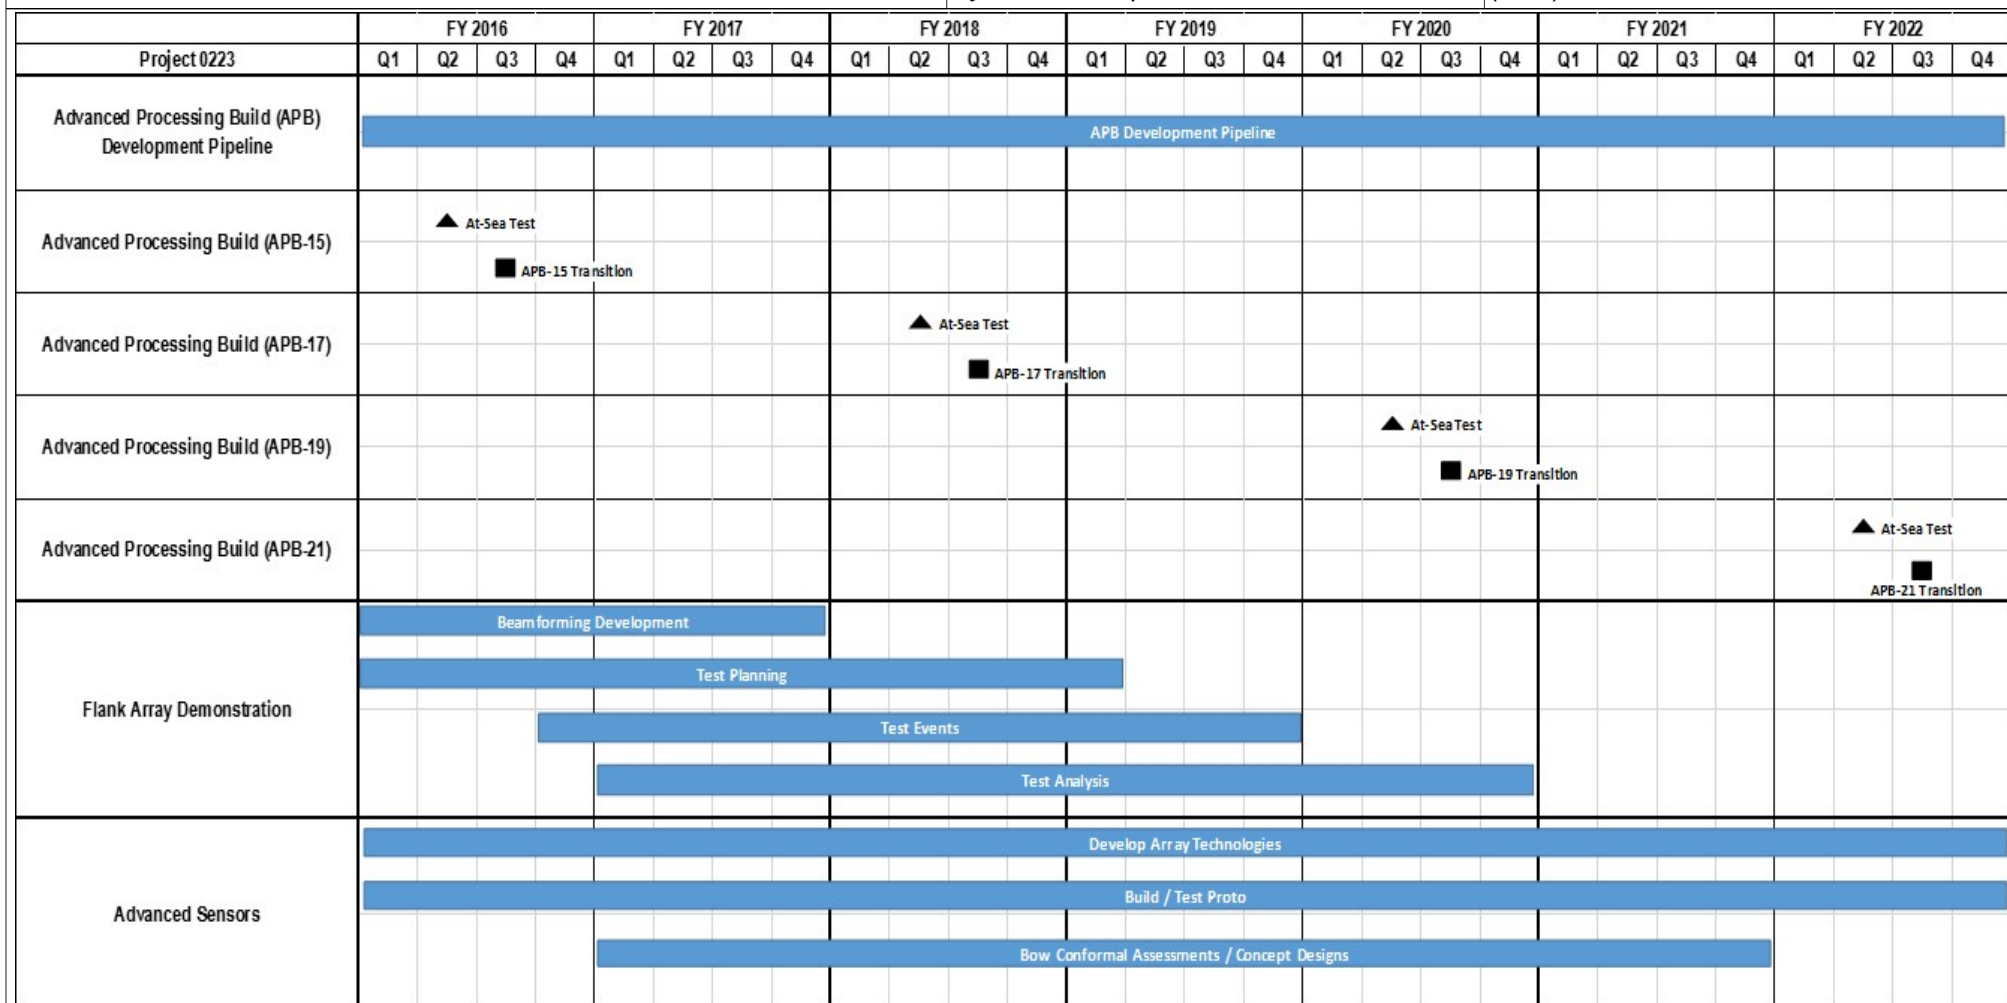 FY 2016 FY 2017 FY 2018 FY 2019 FY 2020 FY 2021 FY 2022
Project 0223 Q1 Q2 Q3 Q4 Q1 Q2 Q3 Q4 Q1 Q2 Q3 Q4 Q1 Q2 Q3 Q4 Q1 Q2 Q3 Q4 Q1 Q2 Q3 Q4 Q1 Q2 Q3 Q4
Advanced Processing Build (APB)
Development Pipeline
APB Development Pipeline
Advanced Processing Build (APB-15)
At-Sea Test
APB-15 Transition
Advanced Processing Build (APB-17)
At-Sea Test
APB-17 Transition
Advanced Processing Build (APB-19)
At-Sea Test
APB-19 Transition
Advanced Processing Build (APB-21)
At-Sea Test
APB-21 Transition
Flank Array Demonstration
Beamforming Development
Test Planning
Test Events
Test Analysis
Advanced Sensors
Develop Array Technologies
Build / Test Proto
Bow Conformal Assessments / Concept Designs